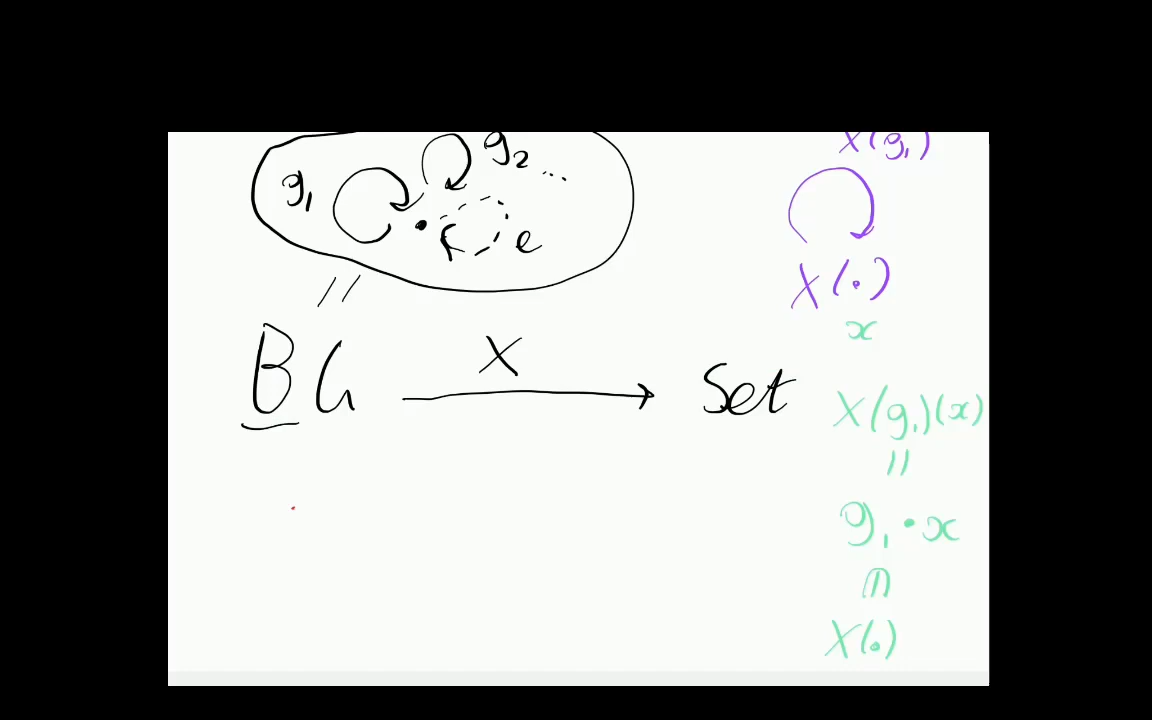 g₂ ...
g₁
e
//
BG
X
Set
X(g₁)
X(•)
x
X(g₁)(x)
||
g₁ • x
∩
X(•)